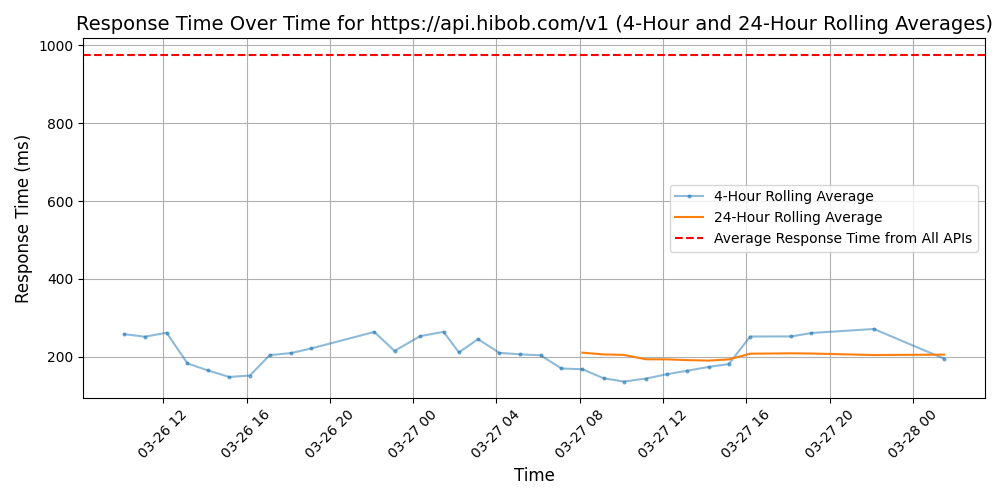 Response Time Over Time for https://api.hibob.com/v1 (4-Hour and 24-Hour Rolling Averages)
Response Time (ms)
1000
800
600
400
200
4-Hour Rolling Average
24-Hour Rolling Average
Average Response Time from All APIs
03-26 12
03-26 16
03-26 20
03-27 00
03-27 04
03-27 08
03-27 12
03-27 16
03-27 20
03-28 00
Time